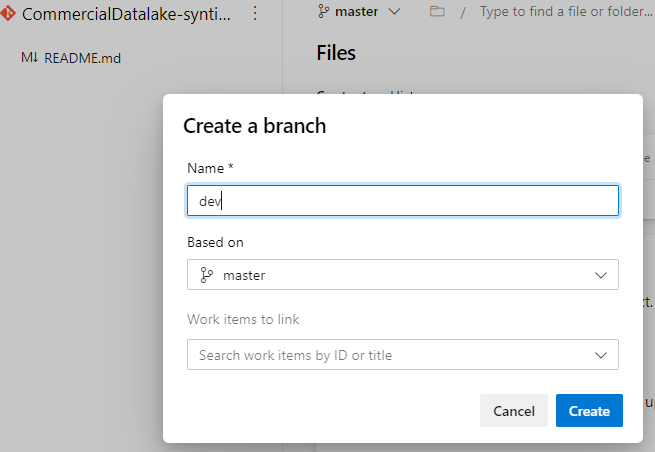 CommercialDatalake-synti...
master
/
Type to find a file or folder...
README.md
Files
Create a branch
Name *
dev
Based on
master
Work items to link
Search work items by ID or title
Cancel
Create